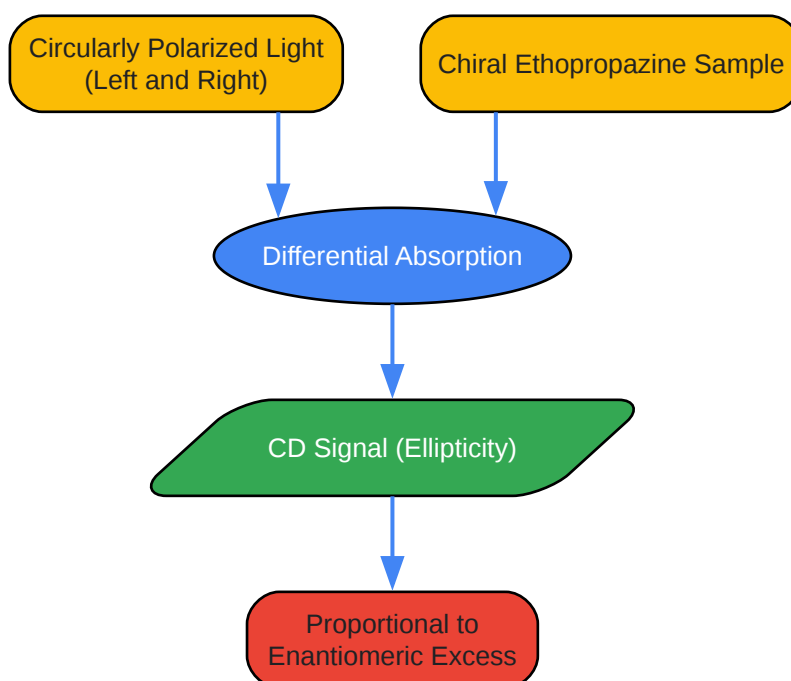 Circularly Polarized Light
(Left and Right)
Chiral Ethopropazine Sample
Differential Absorption
CD Signal (Ellipticity)
Proportional to
Enantiomeric Excess